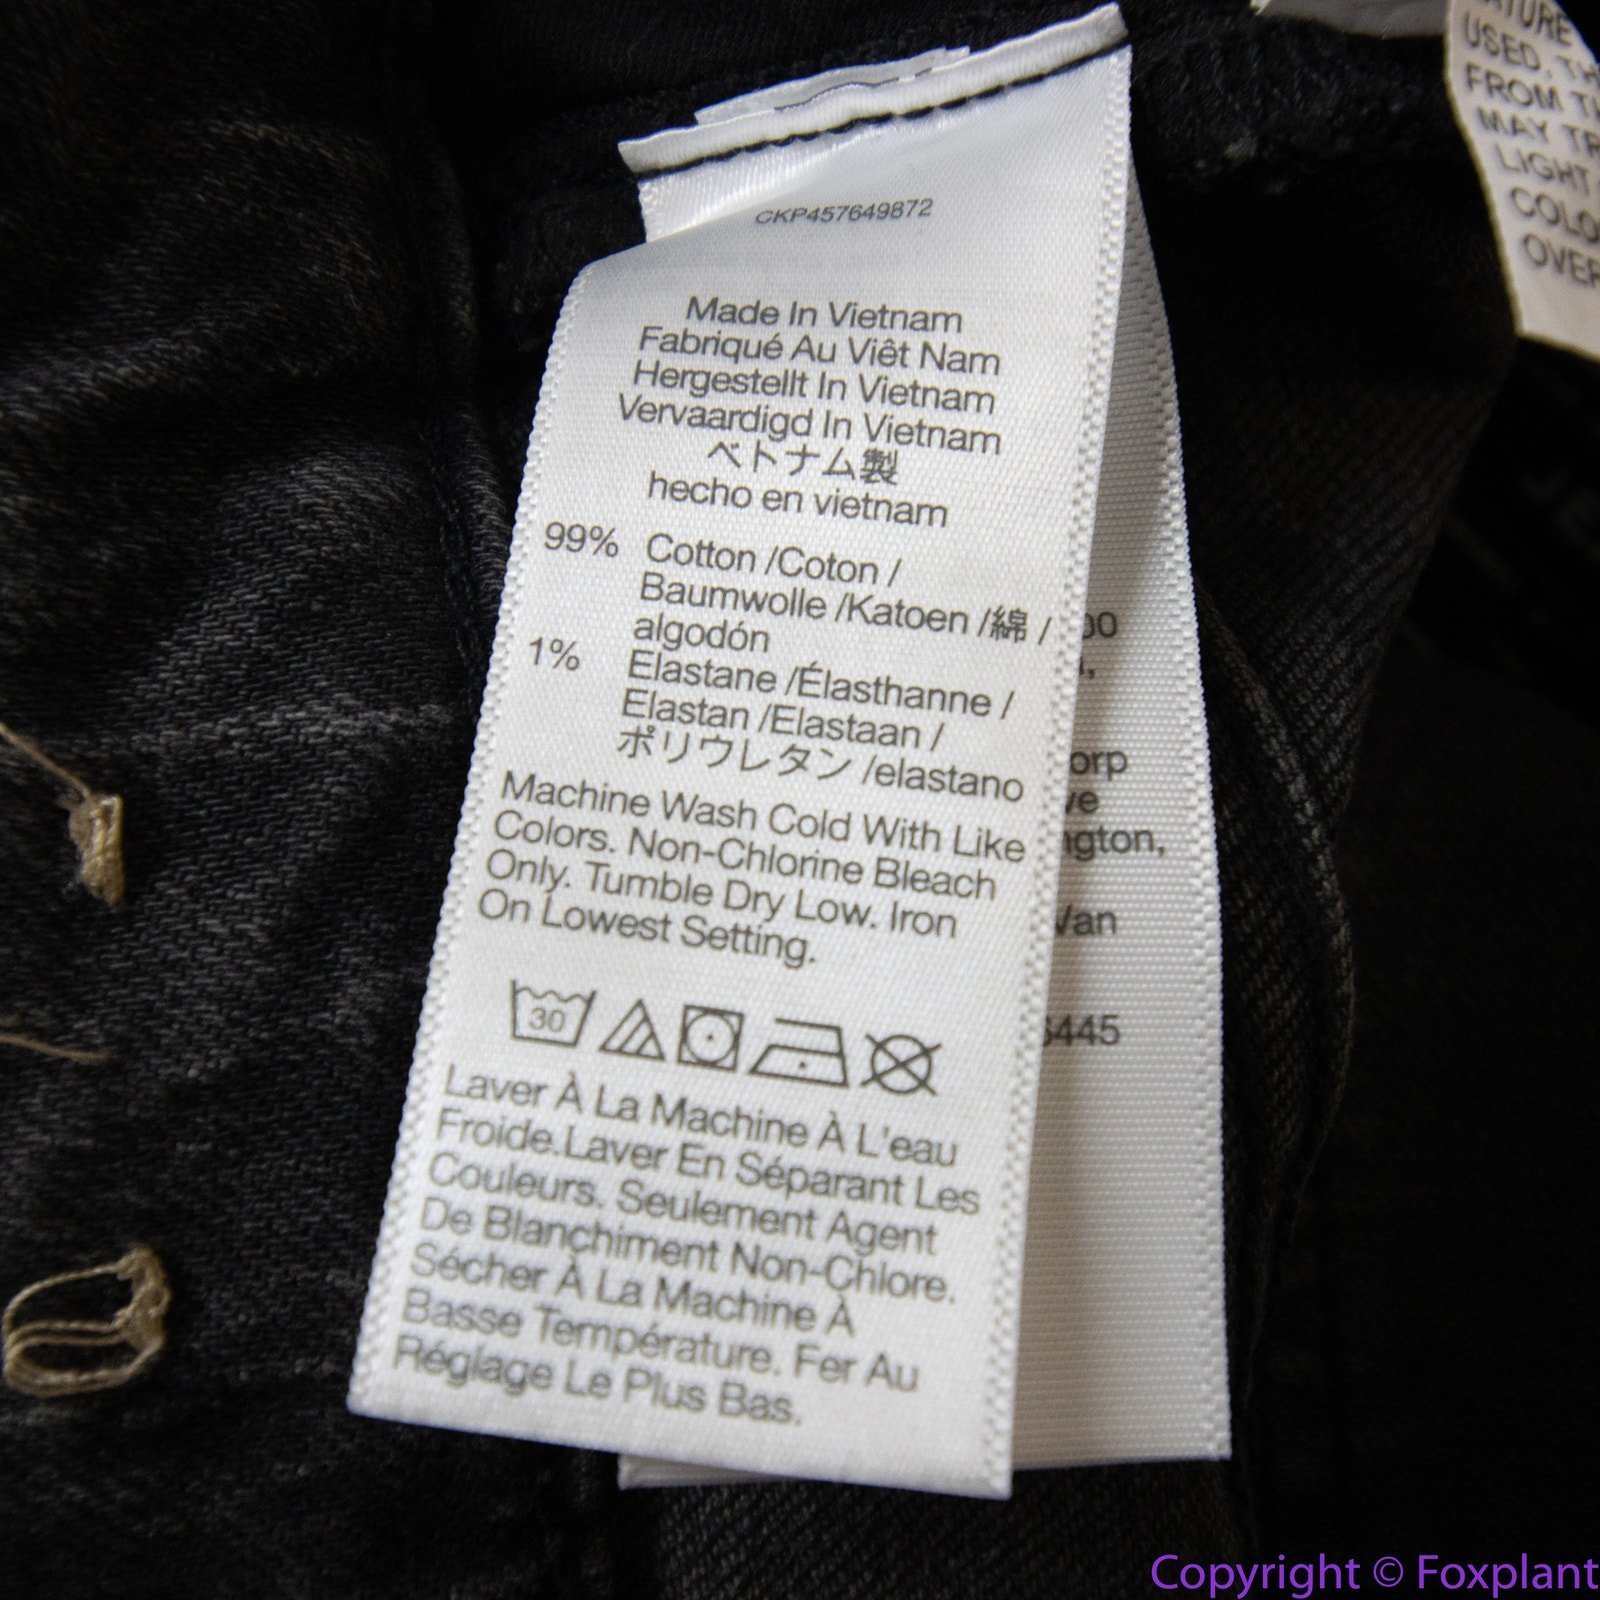 CKP457649872
Made In Vietnam
Fabriqué Au Viêt Nam
Hergestellt In Vietnam
Vervaardigd In Vietnam
ベトナム製
hecho en vietnam
99% Cotton /Coton /
Baumwolle /Katoen /綿 /
algodón
1% Elastane /Élasthanne /
Elastan /Elastaan /
ポリウレタン /elastano
Machine Wash Cold With Like
Colors. Non-Chlorine Bleach
Only. Tumble Dry Low. Iron
On Lowest Setting.
30
Laver À La Machine À L'eau
Froide.Laver En Séparant Les
Couleurs. Seulement Agent
De Blanchiment Non-Chlore.
Sécher À La Machine À
Basse Température. Fer Au
Réglage Le Plus Bas.
orp
ngton,
Van
445
USED, TH
FROM TH
MAY TR
LIGHT
COLO
OVER
Copyright © Foxplant